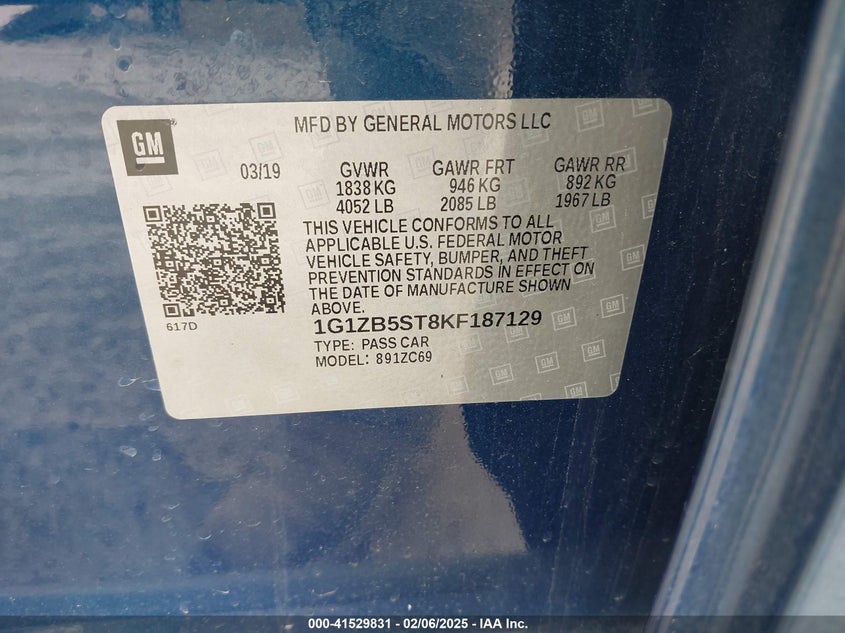 GM
MFD BY GENERAL MOTORS LLC
03/19 GVWR GAWR FRT GAWR RR
1838 KG 946 KG 892 KG
4052 LB 2085 LB 1967 LB
THIS VEHICLE CONFORMS TO ALL
APPLICABLE U.S. FEDERAL MOTOR
VEHICLE SAFETY, BUMPER, AND THEFT
PREVENTION STANDARDS IN EFFECT ON
THE DATE OF MANUFACTURE SHOWN
ABOVE.
617D
1G1ZB5ST8KF187129
TYPE: PASS CAR
MODEL: 891ZC69
000-41529831 - 02/06/2025 - IAA Inc.